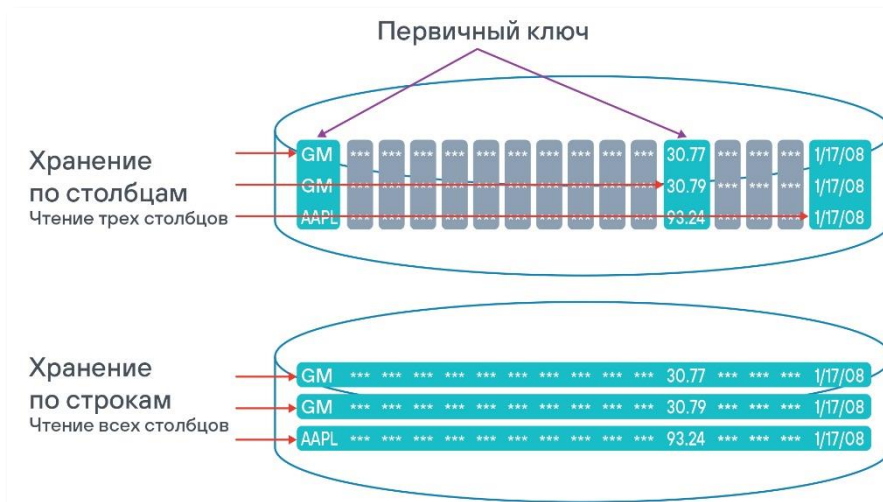 Первичный ключ
Хранение
по столбцам
Чтение трех столбцов
GM *** *** *** *** *** *** *** *** *** *** 30.77 *** *** *** 1/17/08
GM *** *** *** *** *** *** *** *** *** *** 30.79 *** *** *** 1/17/08
AAPL *** *** *** *** *** *** *** *** *** *** 93.24 *** *** *** 1/17/08
Хранение
по строкам
Чтение всех столбцов
GM *** *** *** *** *** *** *** *** *** *** 30.77 *** *** *** 1/17/08
GM *** *** *** *** *** *** *** *** *** *** 30.79 *** *** *** 1/17/08
AAPL *** *** *** *** *** *** *** *** *** *** 93.24 *** *** *** 1/17/08